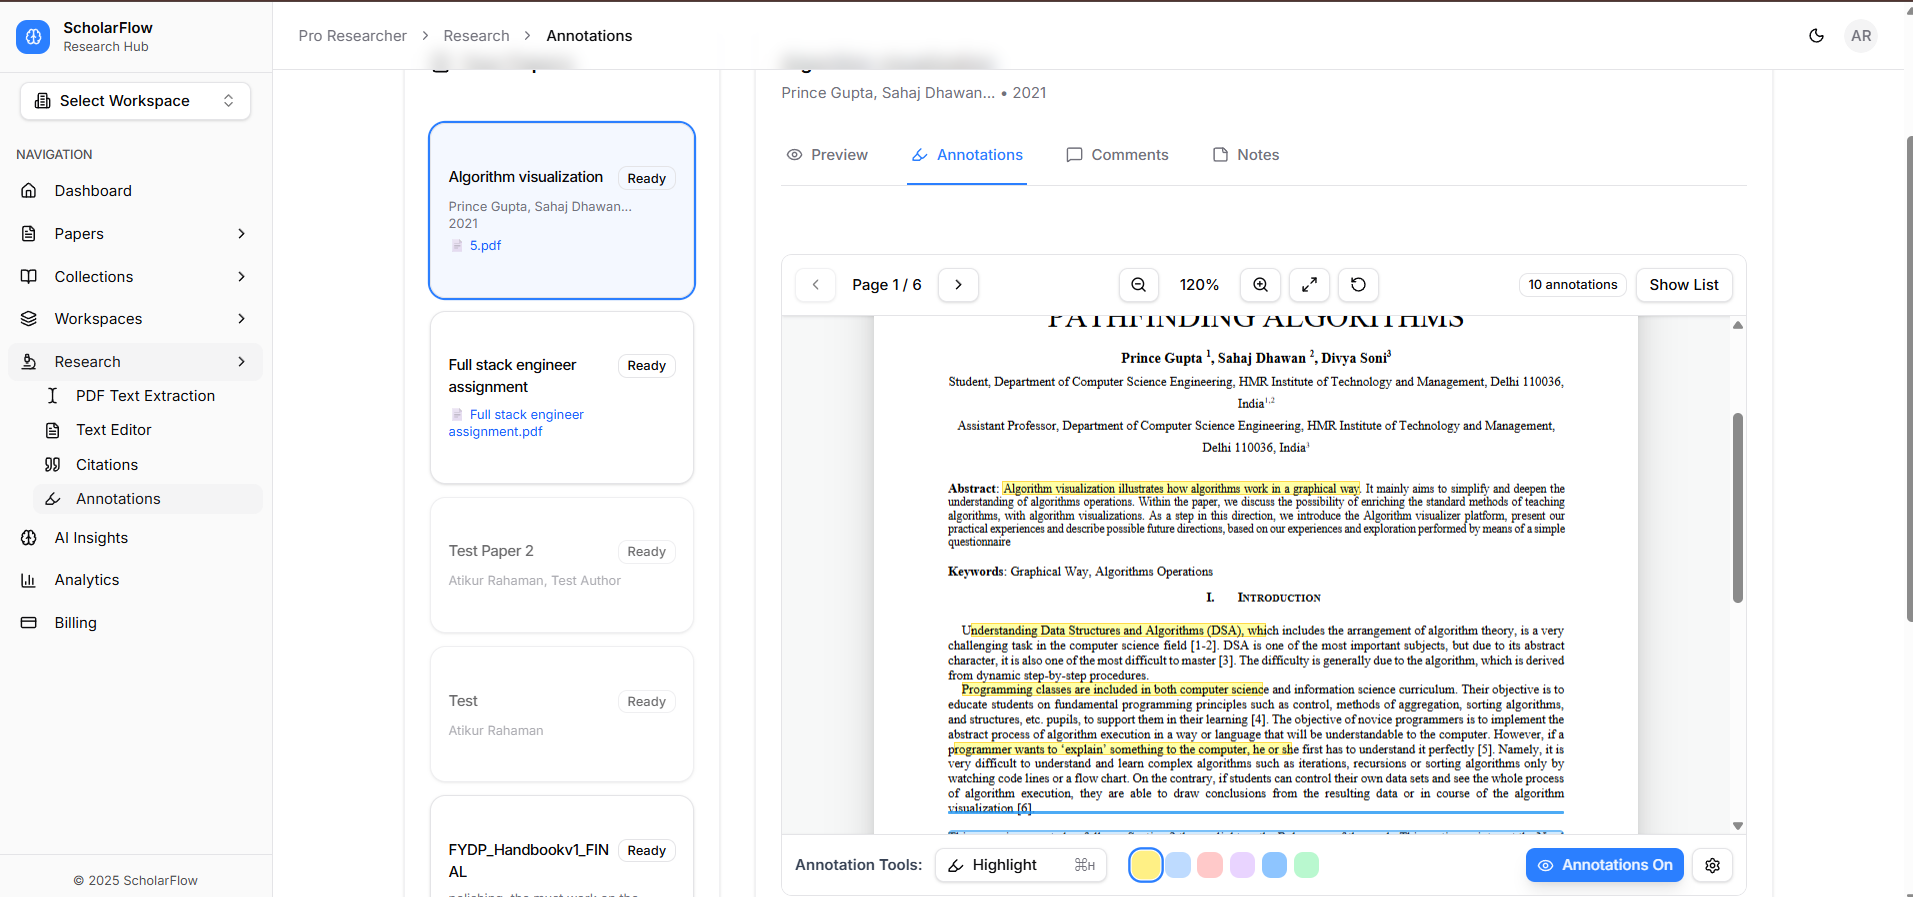 ScholarFlow
Research Hub
Select Workspace
NAVIGATION
Dashboard
Papers
Collections
Workspaces
Research
PDF Text Extraction
Text Editor
Citations
Annotations
AI Insights
Analytics
Billing
© 2025 ScholarFlow
Pro Researcher > Research > Annotations
AR
Algorithm visualization
Ready
Prince Gupta, Sahaj Dhawan...
2021
5.pdf
Full stack engineer
assignment
Ready
Full stack engineer
assignment.pdf
Test Paper 2
Ready
Atikur Rahaman, Test Author
Test
Ready
Atikur Rahaman
FYDP_Handbookv1_FIN
AL
Ready
Prince Gupta, Sahaj Dhawan... • 2021
Preview
Annotations
Comments
Notes
Page 1 / 6
120%
10 annotations
Show List
PATHFINDING ALGORITHMS
Prince Gupta 1, Sahaj Dhawan 2, Divya Soni3
Student, Department of Computer Science Engineering, HMR Institute of Technology and Management, Delhi 110036,
India1,2
Assistant Professor, Department of Computer Science Engineering, HMR Institute of Technology and Management,
Delhi 110036, India3
Abstract: Algorithm visualization illustrates how algorithms work in a graphical way. It mainly aims to simplify and deepen the
understanding of algorithms operations. Within the paper, we discuss the possibility of enriching the standard methods of teaching
algorithms, with algorithm visualizations. As a step in this direction, we introduce the Algorithm visualizer platform, present our
practical experiences and describe possible future directions, based on our experiences and exploration performed by means of a simple
questionnaire
Keywords: Graphical Way, Algorithms Operations
I. INTRODUCTION
Understanding Data Structures and Algorithms (DSA), which includes the arrangement of algorithm theory, is a very
challenging task in the computer science field [1-2]. DSA is one of the most important subjects, but due to its abstract
character, it is also one of the most difficult to master [3]. The difficulty is generally due to the algorithm, which is derived
from dynamic step-by-step procedures.
Programming classes are included in both computer science and information science curriculum. Their objective is to
educate students on fundamental programming principles such as control, methods of aggregation, sorting algorithms,
and structures, etc. pupils, to support them in their learning [4]. The objective of novice programmers is to implement the
abstract process of algorithm execution in a way or language that will be understandable to the computer. However, if a
programmer wants to 'explain' something to the computer, he or she first has to understand it perfectly [5]. Namely, it is
very difficult to understand and learn complex algorithms such as iterations, recursions or sorting algorithms only by
watching code lines or a flow chart. On the contrary, if students can control their own data sets and see the whole process
of algorithm execution, they are able to draw conclusions from the resulting data or in course of the algorithm
visualization [6]
Annotation Tools:
Highlight
⌘H
Annotations On